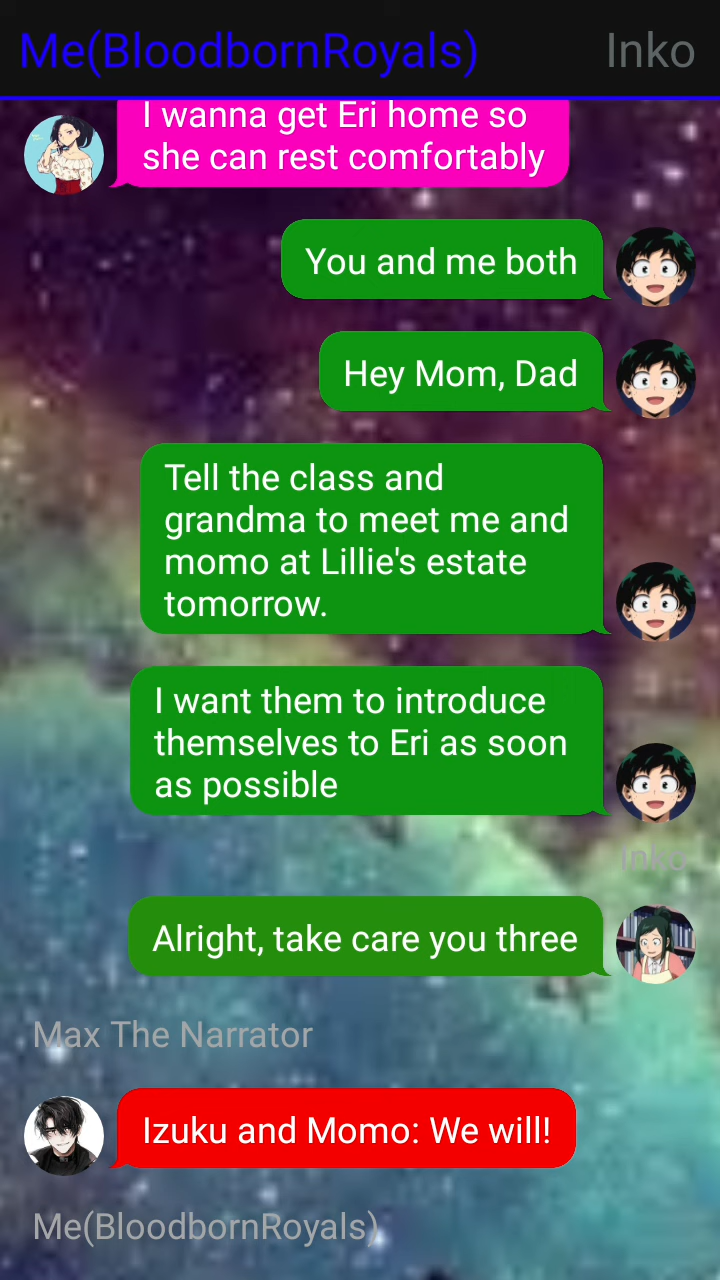 Me(BloodbornRoyals) Inko
I wanna get Eri home so
she can rest comfortably
You and me both
Hey Mom, Dad
Tell the class and
grandma to meet me and
momo at Lillie's estate
tomorrow.
I want them to introduce
themselves to Eri as soon
as possible
Inko
Alright, take care you three
Max The Narrator
Izuku and Momo: We will!
Me(BloodbornRoyals)